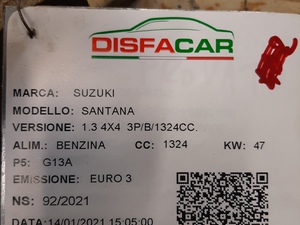 DISFACAR
MARCA: SUZUKI
MODELLO: SANTANA
VERSIONE: 1.3 4X4 3P/B/1324CC.
ALIM.: BENZINA CC: 1324 KW: 47
P5: G13A
EMISSIONE: EURO 3
NS: 92/2021
DATA:14/01/2021 15:05:00